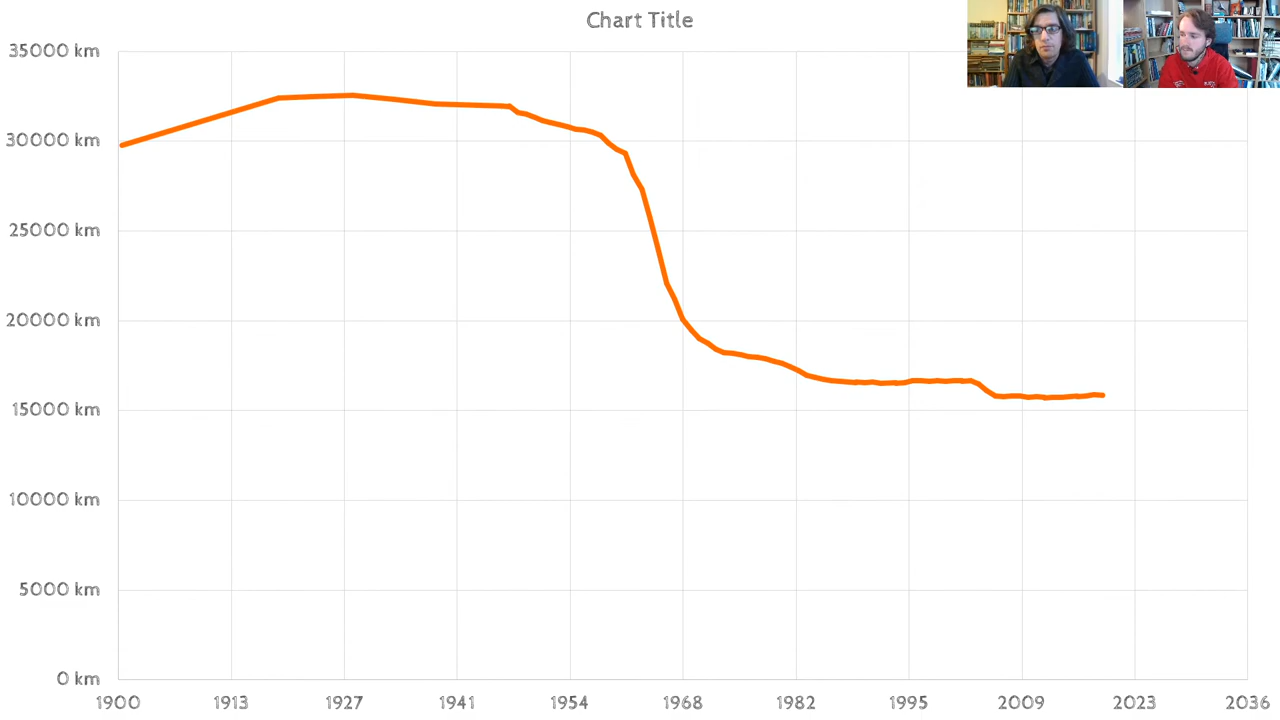 Chart Title
35000 km
30000 km
25000 km
20000 km
15000 km
10000 km
5000 km
0 km
1900 1913 1927 1941 1954 1968 1982 1995 2009 2023 2036